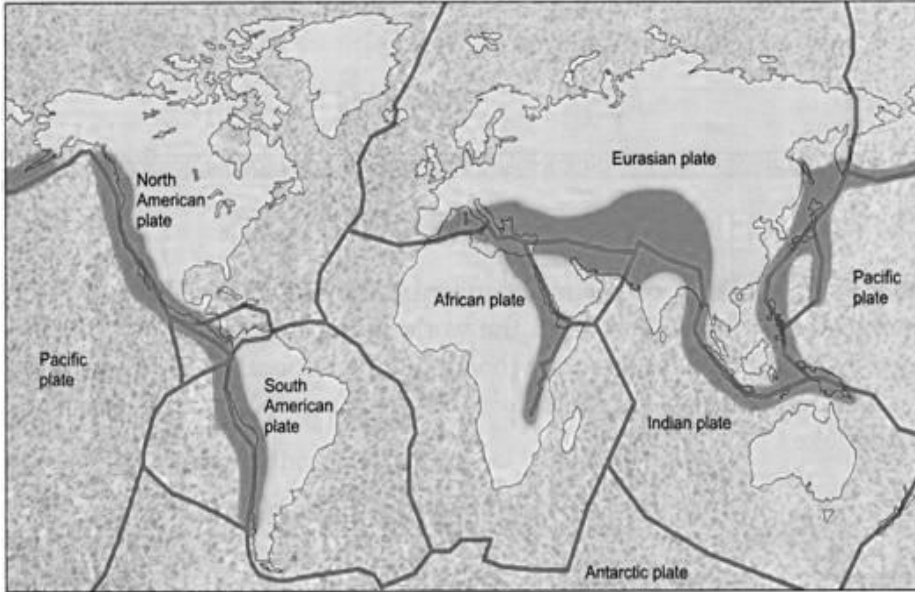 North
American
plate
Eurasian plate
African plate
Pacific
plate
Pacific
plate
South
American
plate
Indian plate
Antarctic plate